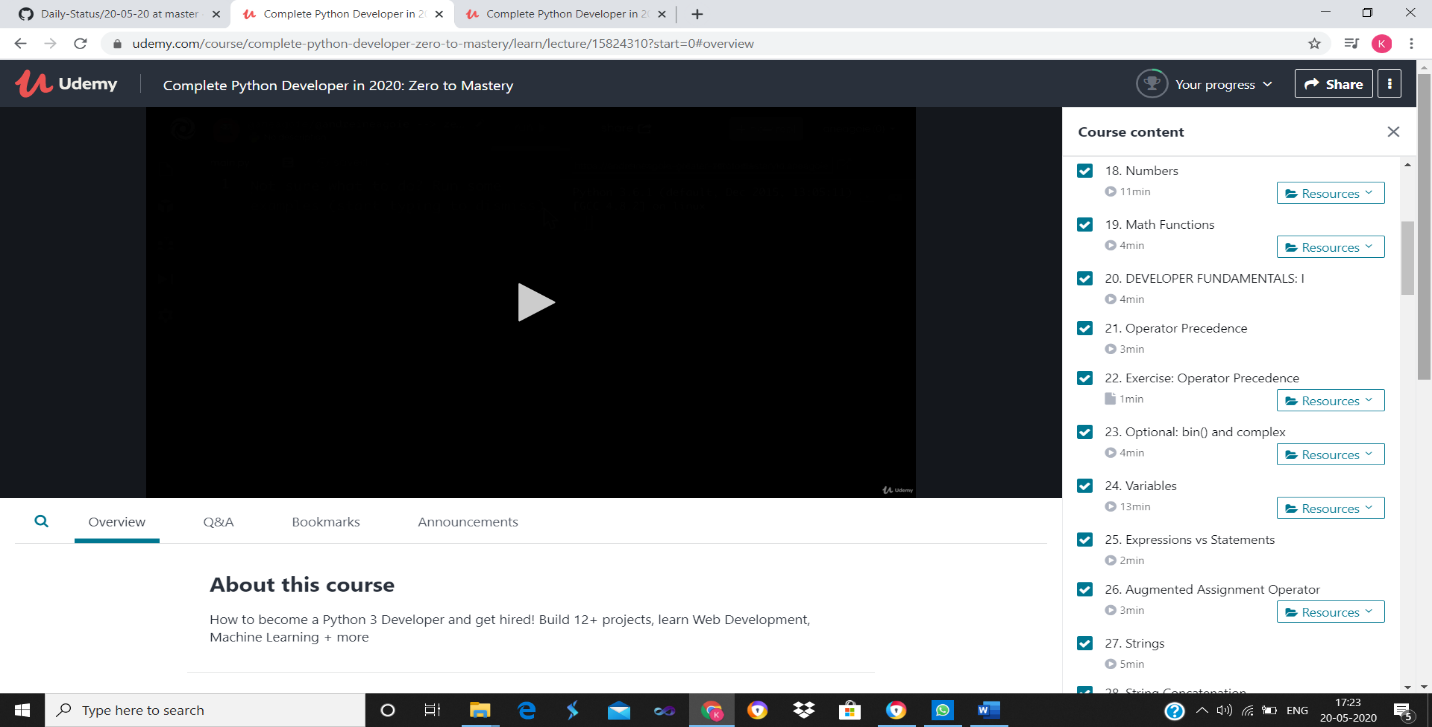 Daily-Status/20-05-20 at master
Complete Python Developer in 2
Complete Python Developer in 2
udemy.com/course/complete-python-developer-zero-to-mastery/learn/lecture/15824310?start=0#overview
K
Udemy
Complete Python Developer in 2020: Zero to Mastery
Your progress
Share
Udemy
Course content
18. Numbers
11min
Resources
19. Math Functions
4min
Resources
20. DEVELOPER FUNDAMENTALS: I
4min
21. Operator Precedence
3min
22. Exercise: Operator Precedence
1min
Resources
23. Optional: bin() and complex
4min
Resources
24. Variables
13min
Resources
25. Expressions vs Statements
2min
26. Augmented Assignment Operator
3min
Resources
27. Strings
5min
28. String Concatenation
Overview
Q&A
Bookmarks
Announcements
About this course
How to become a Python 3 Developer and get hired! Build 12+ projects, learn Web Development,
Machine Learning + more
Type here to search
ENG
17:23
20-05-2020
5